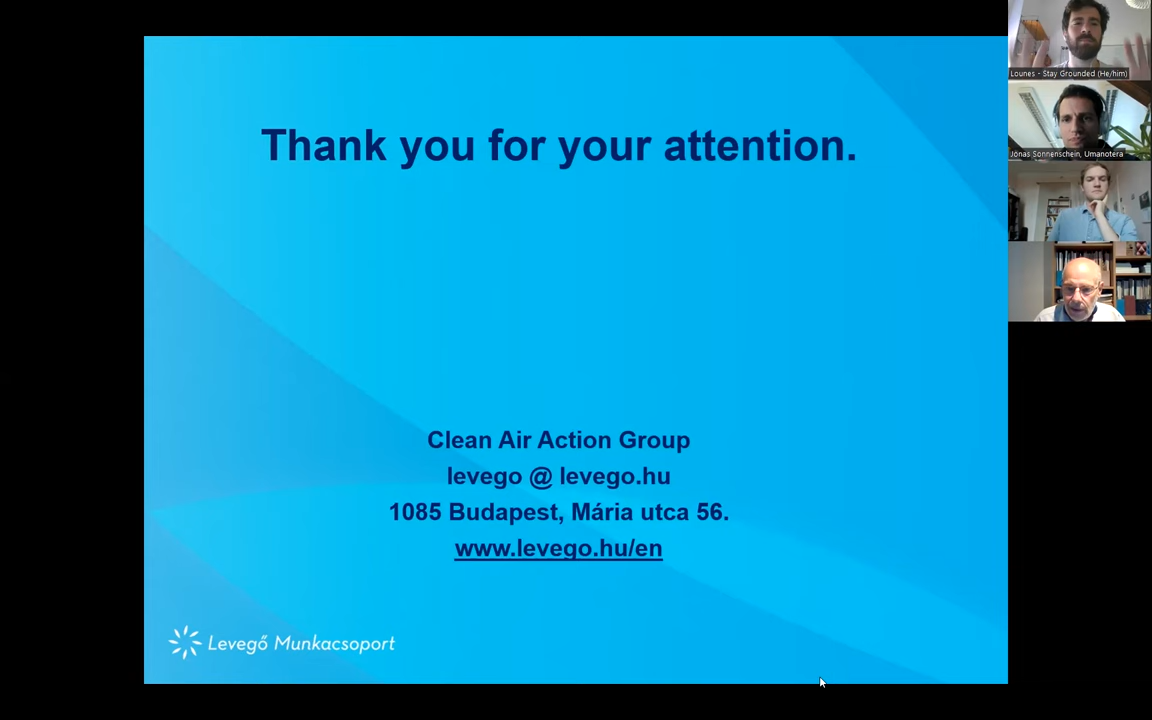 Thank you for your attention.
Clean Air Action Group
levego @ levego.hu
1085 Budapest, Mária utca 56.
www.levego.hu/en
Levegő Munkacsoport
Lounes - Stay Grounded (He/him)
Jonas Sonnenschein, Umanotera